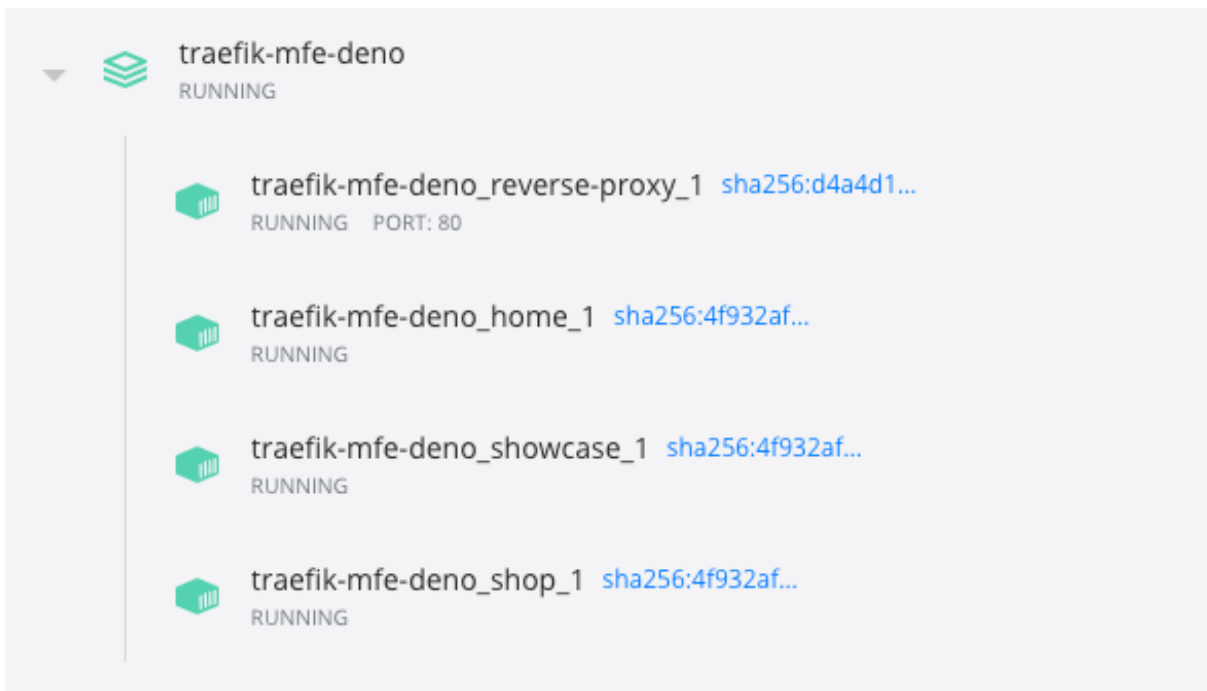 traefik-mfe-deno
RUNNING
traefik-mfe-deno_reverse-proxy_1 sha256:d4a4d1...
RUNNING PORT: 80
traefik-mfe-deno_home_1 sha256:4f932af...
RUNNING
traefik-mfe-deno_showcase_1 sha256:4f932af...
RUNNING
traefik-mfe-deno_shop_1 sha256:4f932af...
RUNNING